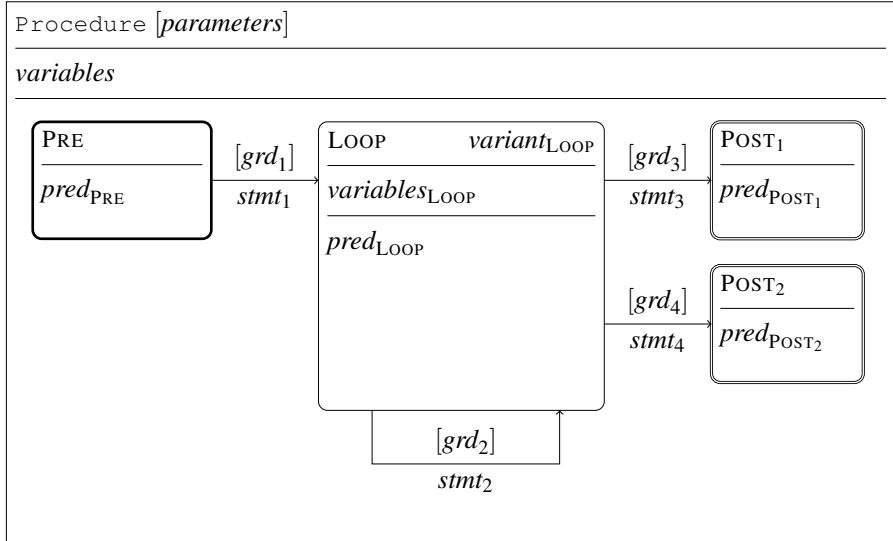 Procedure [parameters]
variables
PRE
pred_PRE
[grd_1]
stmt_1
LOOP variant_LOOP
variables_LOOP
pred_LOOP
[grd_2]
stmt_2
[grd_3]
stmt_3
POST_1
pred_POST_1
[grd_4]
stmt_4
POST_2
pred_POST_2